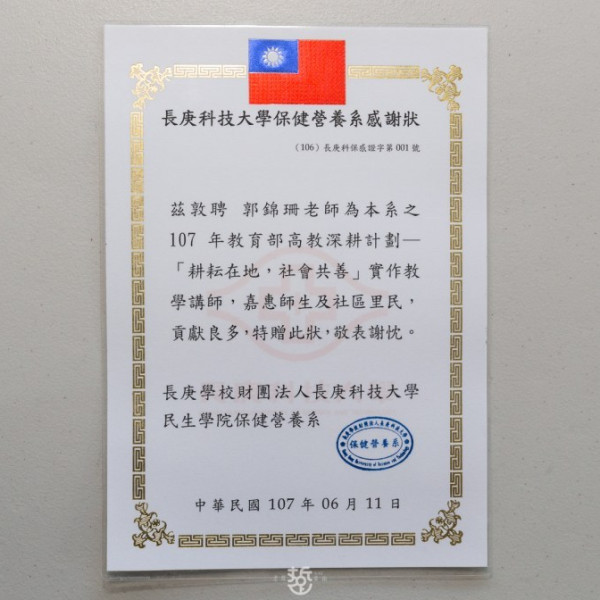 長庚科技大學保健營養系感謝狀
（106）長庚科保感證字第 001 號
茲敦聘 郭錦珊老師為本系之
107 年教育部高教深耕計劃—
「耕耘在地，社會共善」實作教
學講師，嘉惠師生及社區里民，
貢獻良多，特贈此狀，敬表謝忱。
長庚學校財團法人長庚科技大學
民生學院保健營養系
保健營養系
中華民國 107 年 06 月 11 日